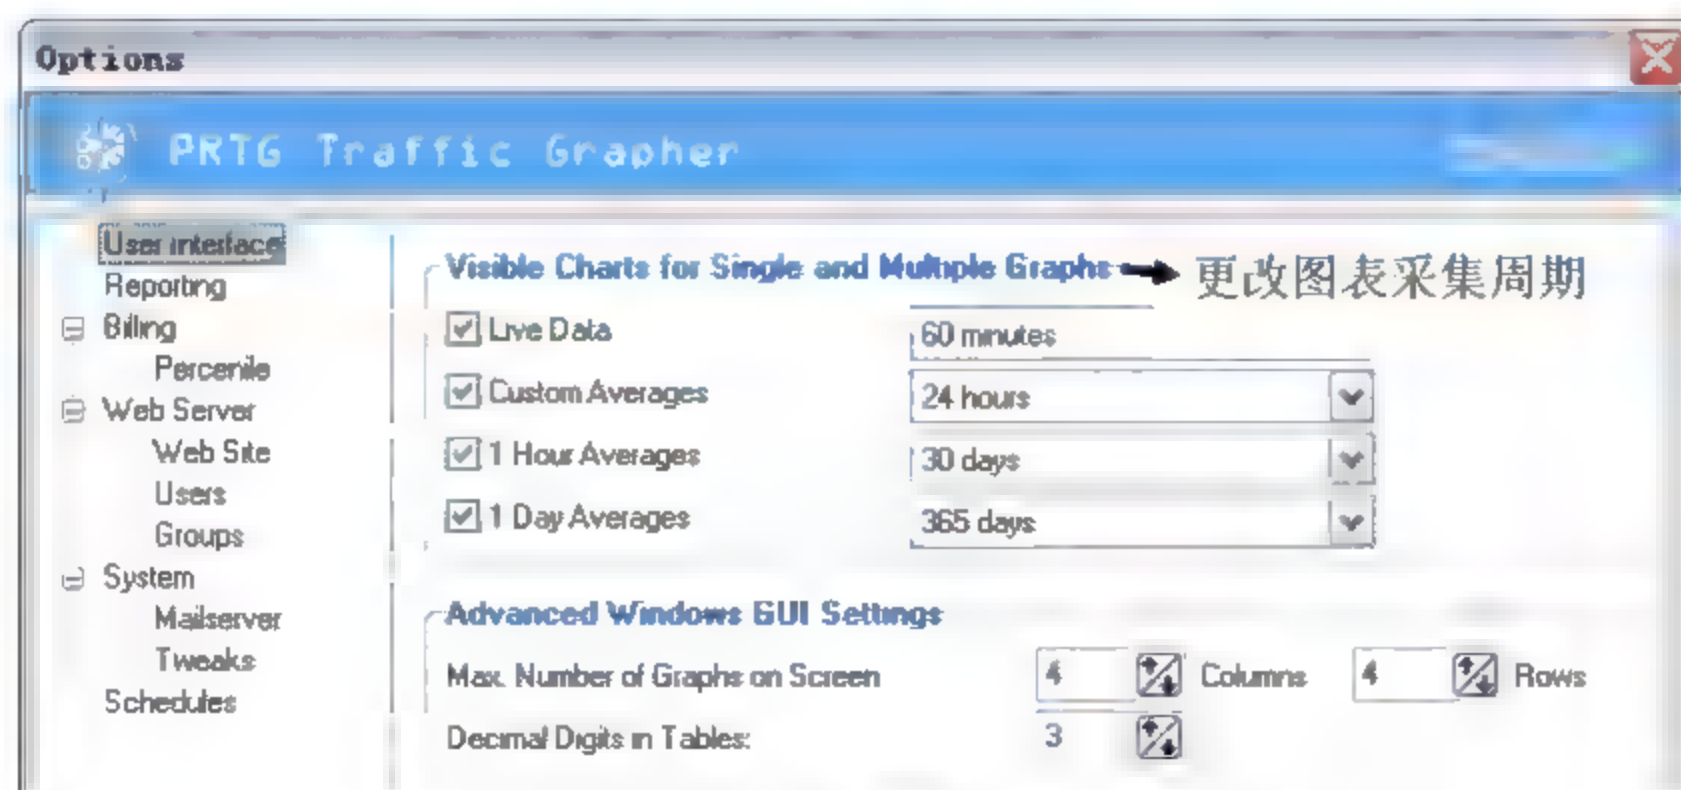 Options
PRTG Traffic Grapher
User interface
Reporting
Billing
Percentile
Web Server
Web Site
Users
Groups
System
Mailserver
Tweaks
Schedules
Visible Charts for Single and Multiple Graphs 更改图表采集周期
Live Data 60 minutes
Custom Averages 24 hours
1 Hour Averages 30 days
1 Day Averages 365 days
Advanced Windows GUI Settings
Max. Number of Graphs on Screen 4 Columns 4 Rows
Decimal Digits in Tables: 3